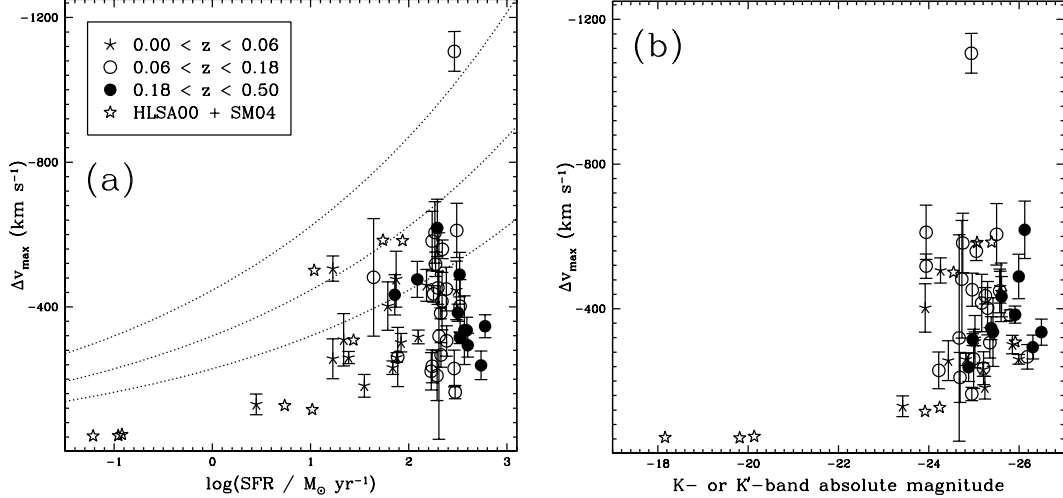 -1200
-800
-400
Δv_max (km s⁻¹)
0.00 < z < 0.06
0.06 < z < 0.18
0.18 < z < 0.50
HLSA00 + SM04
(a)
-1 0 1 2 3
log(SFR / M⊙ yr⁻¹)
-1200
-800
-400
Δv_max (km s⁻¹)
(b)
-18 -20 -22 -24 -26
K- or K′-band absolute magnitude